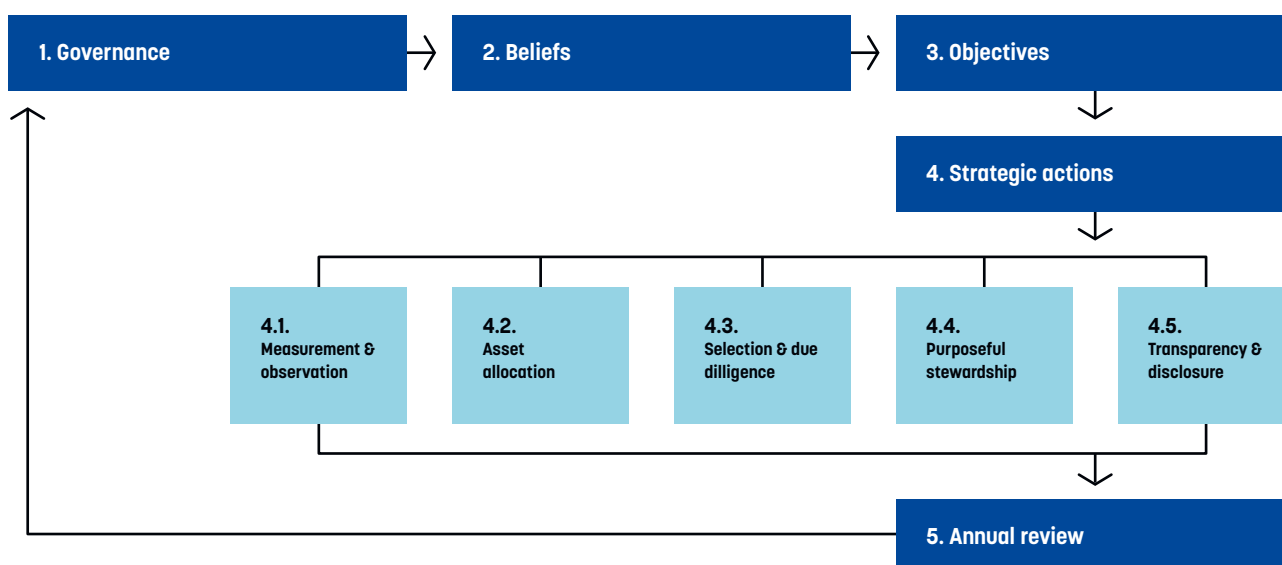 1. Governance
2. Beliefs
3. Objectives
4. Strategic actions
4.1.
Measurement &
observation
4.2.
Asset
allocation
4.3.
Selection & due
dilligence
4.4.
Purposeful
stewardship
4.5.
Transparency &
disclosure
5. Annual review